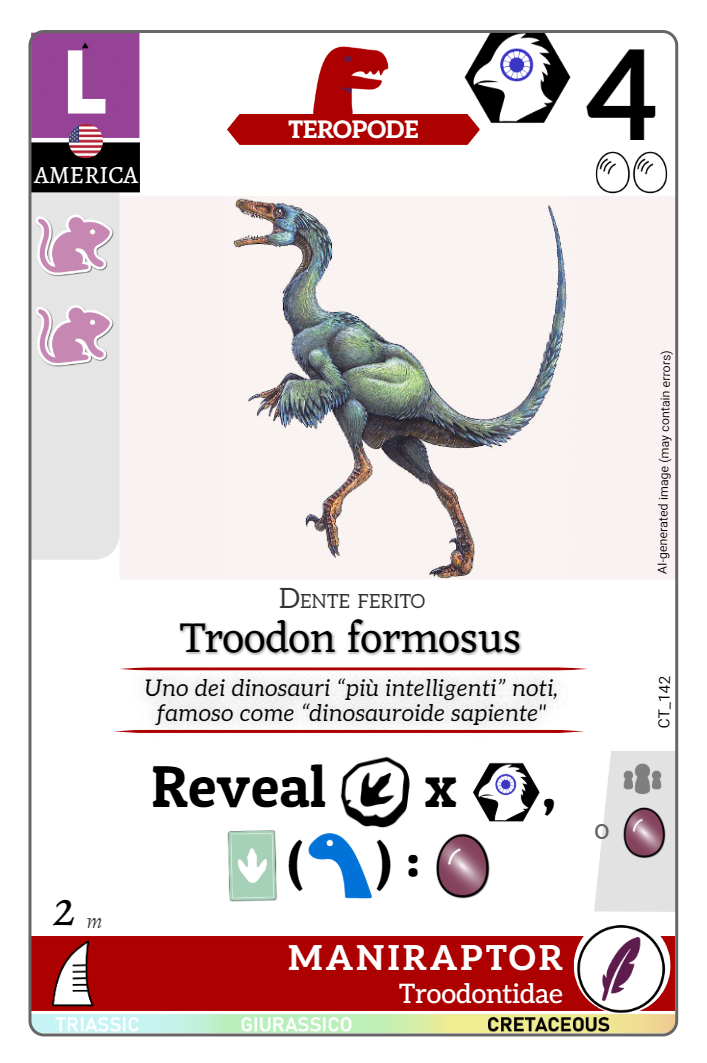 L
TEROPODE
4
AMERICA
AI-generated image (may contain errors)
DENTE FERITO
Troodon formosus
Uno dei dinosauri “più intelligenti” noti,
famoso come “dinosauroide sapiente"
CT_142
Reveal x ,
( ) :
o
2 m
MANIRAPTOR
Troodontidae
TRIASSIC GIURASSICO CRETACEOUS